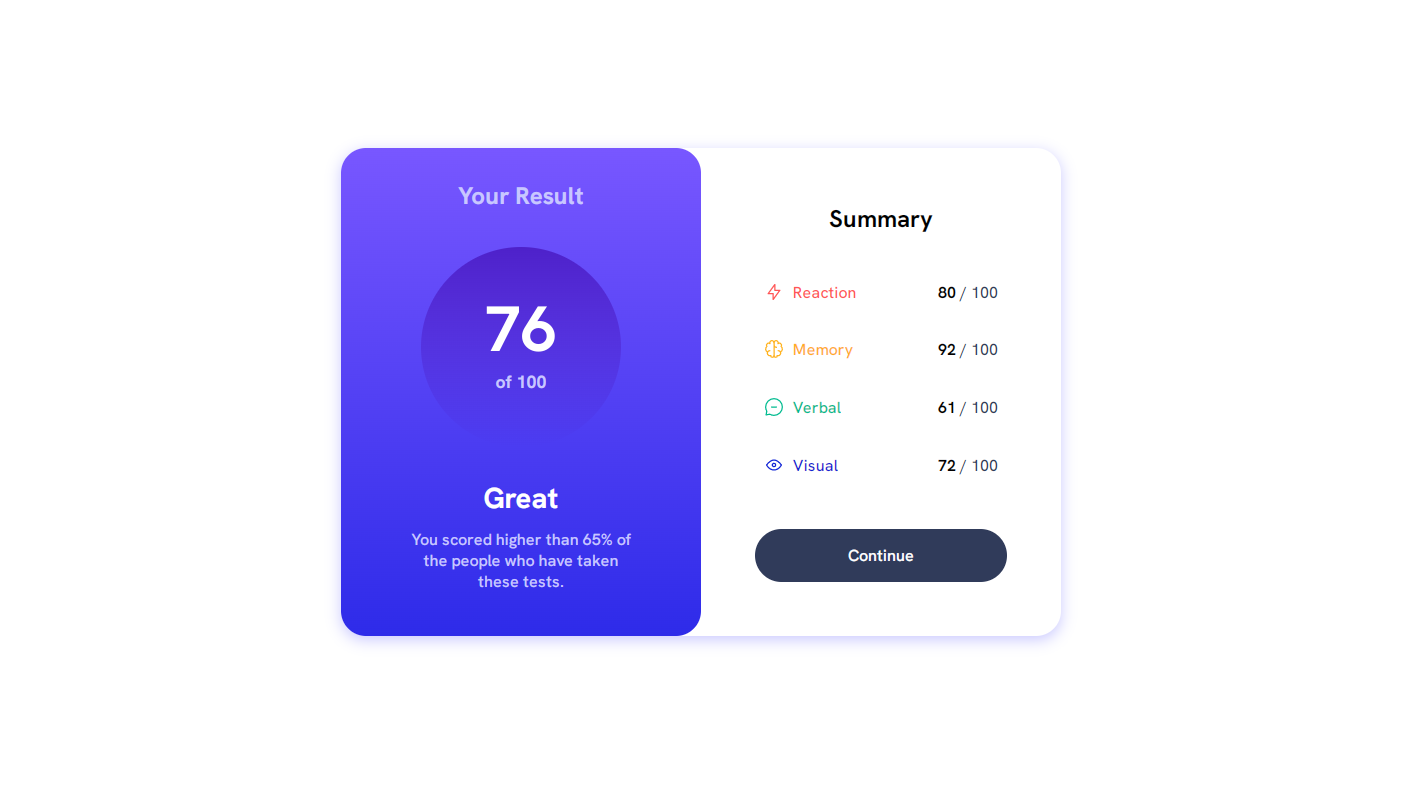 Your Result
76
of 100
Great
You scored higher than 65% of
the people who have taken
these tests.
Summary
Reaction 80 / 100
Memory 92 / 100
Verbal 61 / 100
Visual 72 / 100
Continue